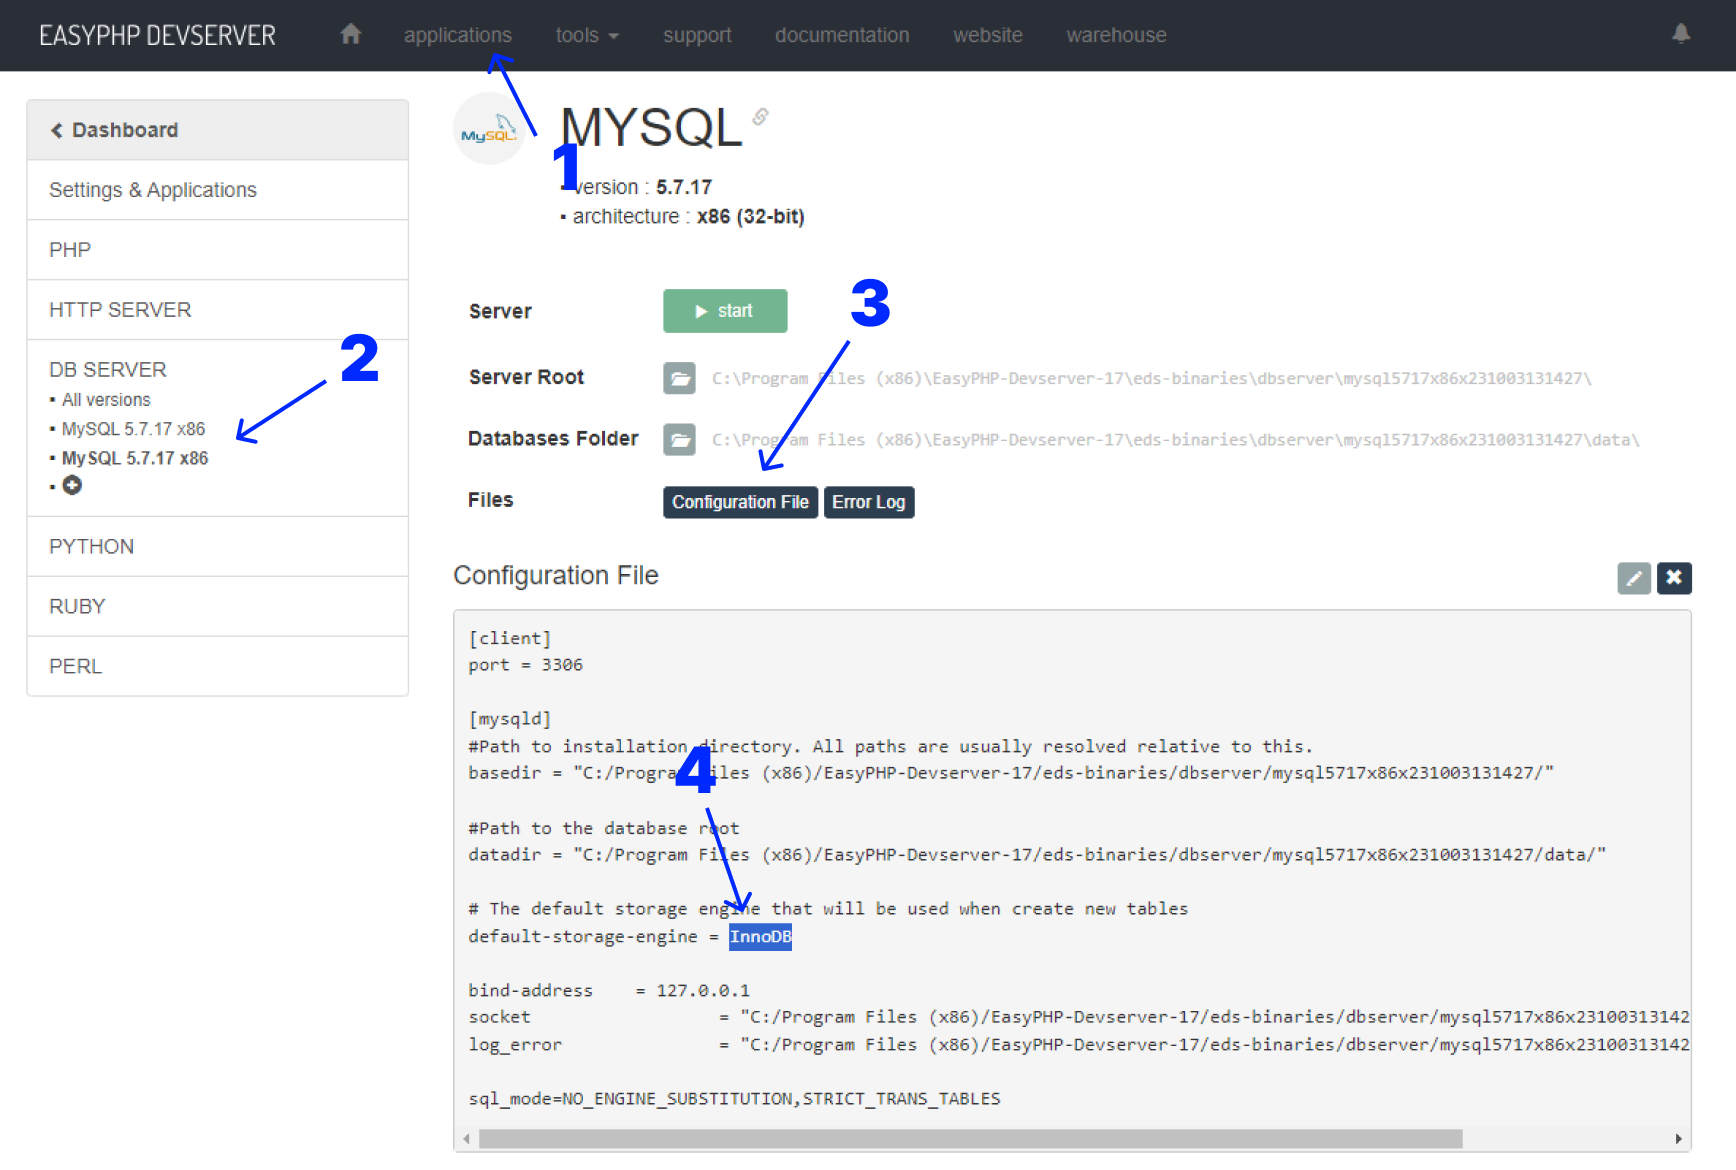 EASYPHP DEVSERVER applications tools support documentation website warehouse
Dashboard
Settings & Applications
PHP
HTTP SERVER
DB SERVER
▪ All versions
▪ MySQL 5.7.17 x86
▪ MySQL 5.7.17 x86
PYTHON
RUBY
PERL
1
2
3
4
MySQL
MYSQL
▪ version : 5.7.17
▪ architecture : x86 (32-bit)
Server start
Server Root C:\Program Files (x86)\EasyPHP-Devserver-17\eds-binaries\dbserver\mysql5717x86x231003131427\
Databases Folder C:\Program Files (x86)\EasyPHP-Devserver-17\eds-binaries\dbserver\mysql5717x86x231003131427\data\
Files Configuration File Error Log
Configuration File
[client]
port = 3306
[mysqld]
#Path to installation directory. All paths are usually resolved relative to this.
basedir = "C:/Program Files (x86)/EasyPHP-Devserver-17/eds-binaries/dbserver/mysql5717x86x231003131427/"
#Path to the database root
datadir = "C:/Program Files (x86)/EasyPHP-Devserver-17/eds-binaries/dbserver/mysql5717x86x231003131427/data/"
# The default storage engine that will be used when create new tables
default-storage-engine = InnoDB
bind-address = 127.0.0.1
socket = "C:/Program Files (x86)/EasyPHP-Devserver-17/eds-binaries/dbserver/mysql5717x86x23100313142
log_error = "C:/Program Files (x86)/EasyPHP-Devserver-17/eds-binaries/dbserver/mysql5717x86x23100313142
sql_mode=NO_ENGINE_SUBSTITUTION,STRICT_TRANS_TABLES